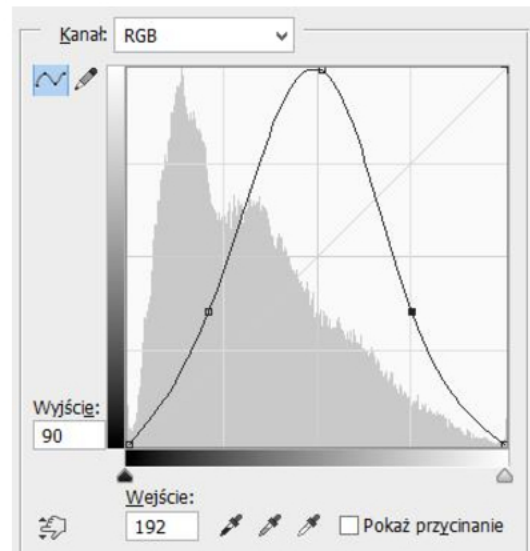 Kanał: RGB
Wyjście:
90
Wejście:
192
Pokaż przycinanie